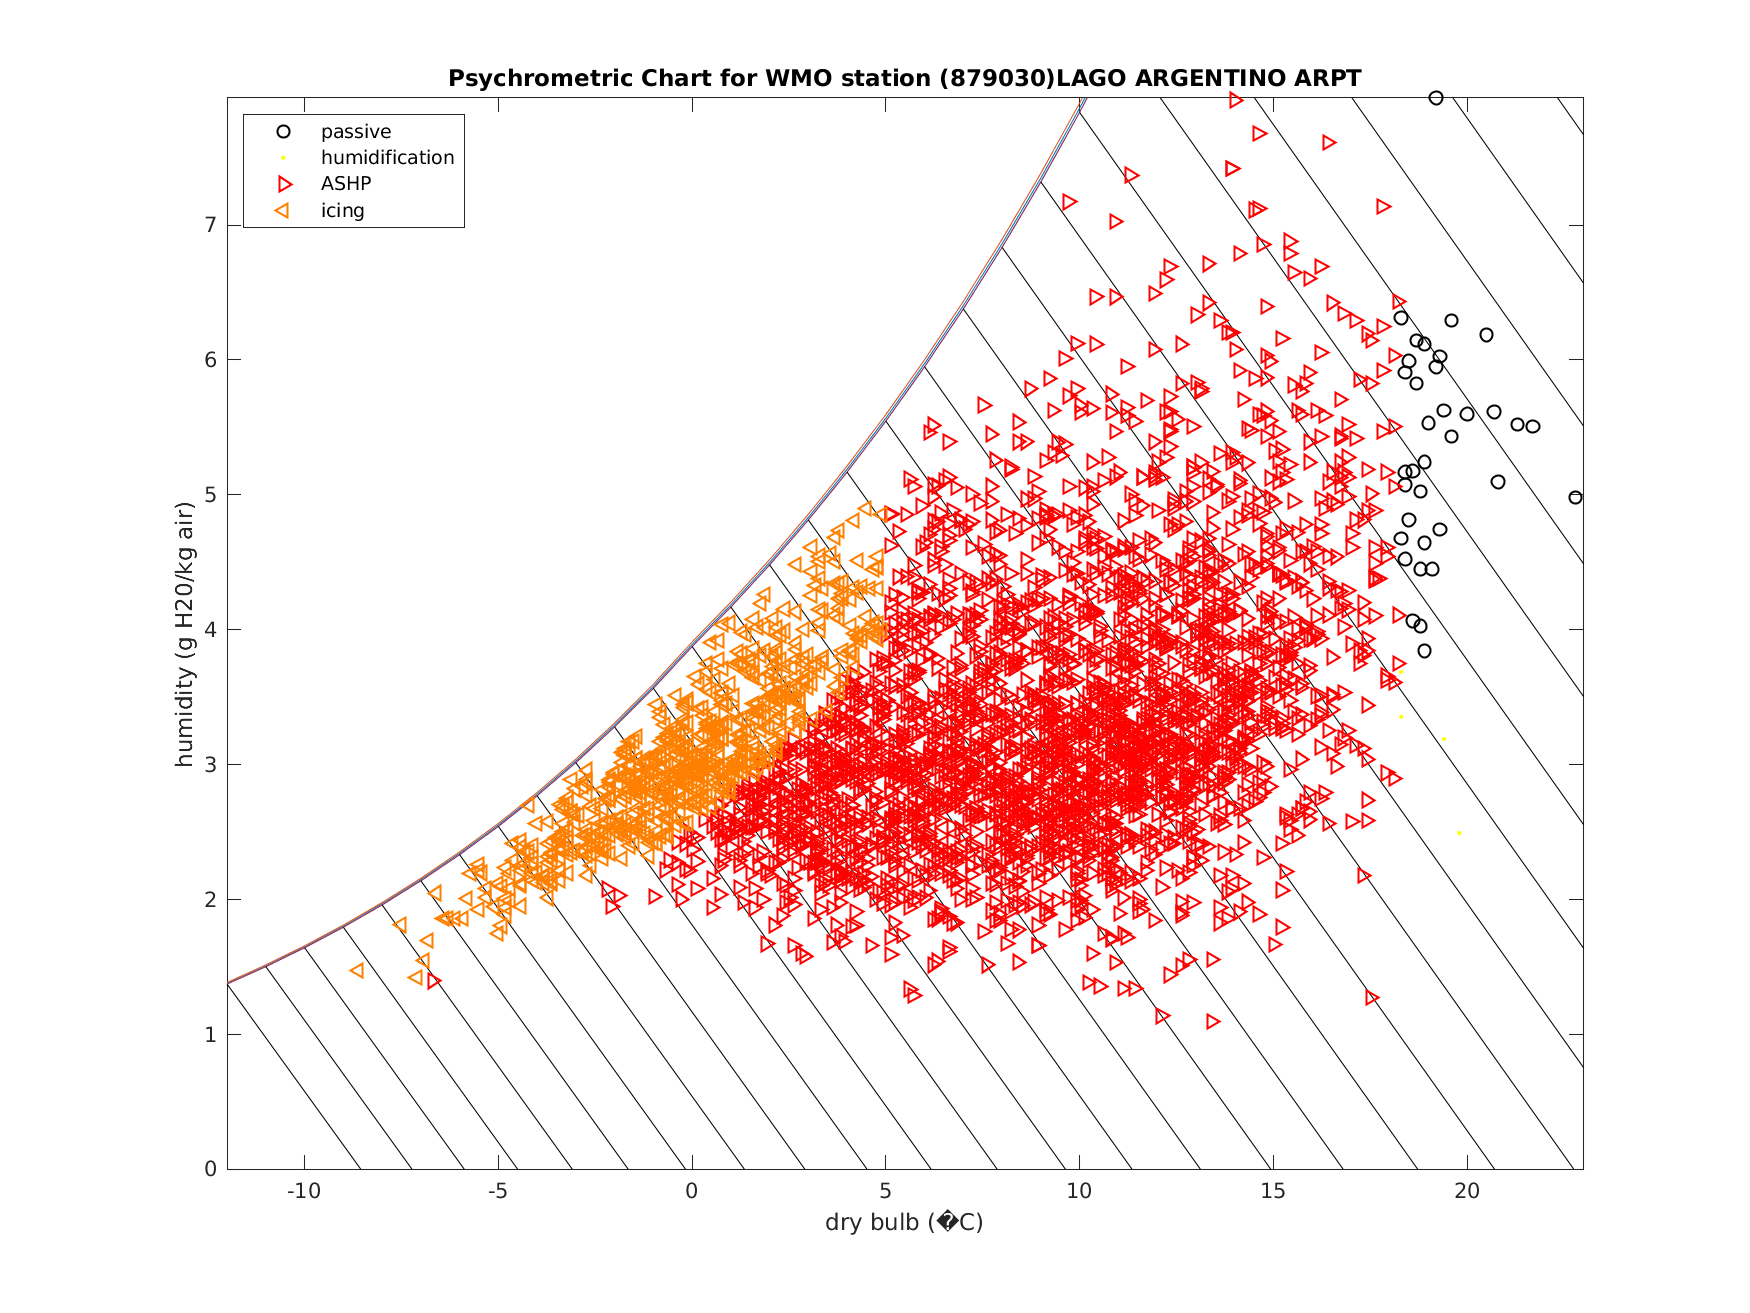 Psychrometric Chart for WMO station (879030)LAGO ARGENTINO ARPT
passive
humidification
ASHP
icing
humidity (g H20/kg air)
7
6
5
4
3
2
1
0
-10 -5 0 5 10 15 20
dry bulb (�C)